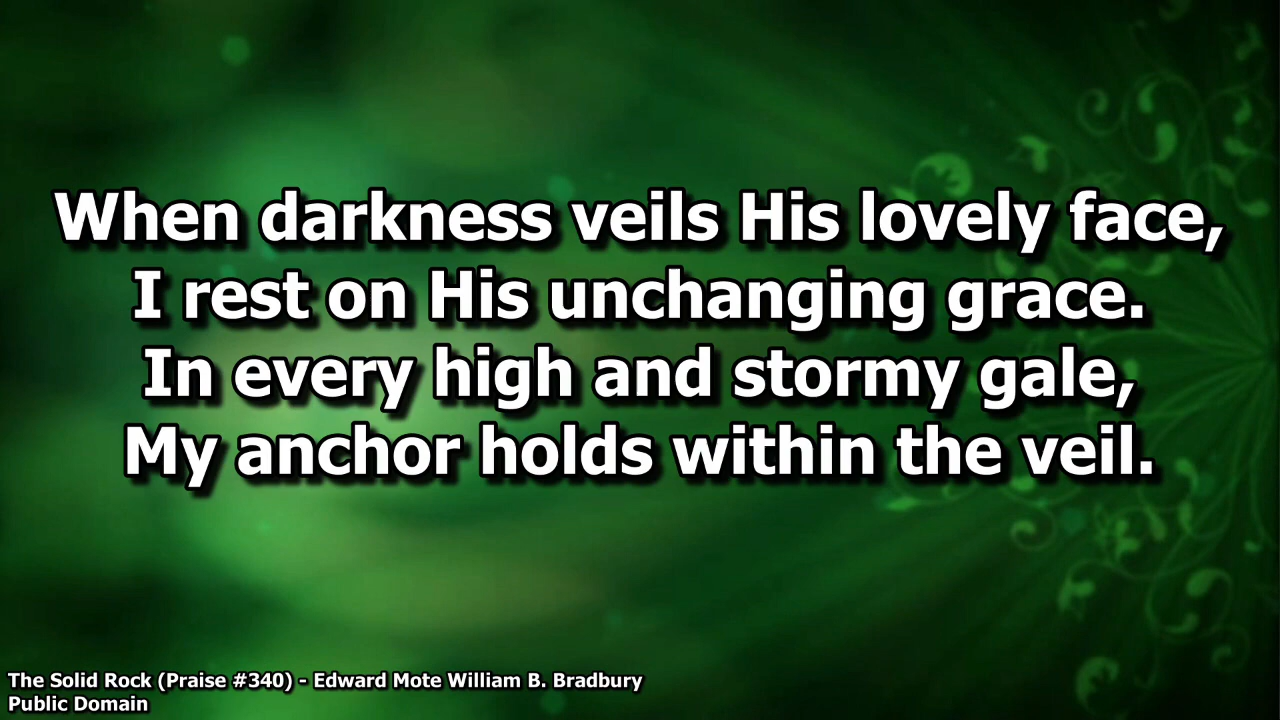 When darkness veils His lovely face,
I rest on His unchanging grace.
In every high and stormy gale,
My anchor holds within the veil.
The Solid Rock (Praise #340) - Edward Mote William B. Bradbury
Public Domain